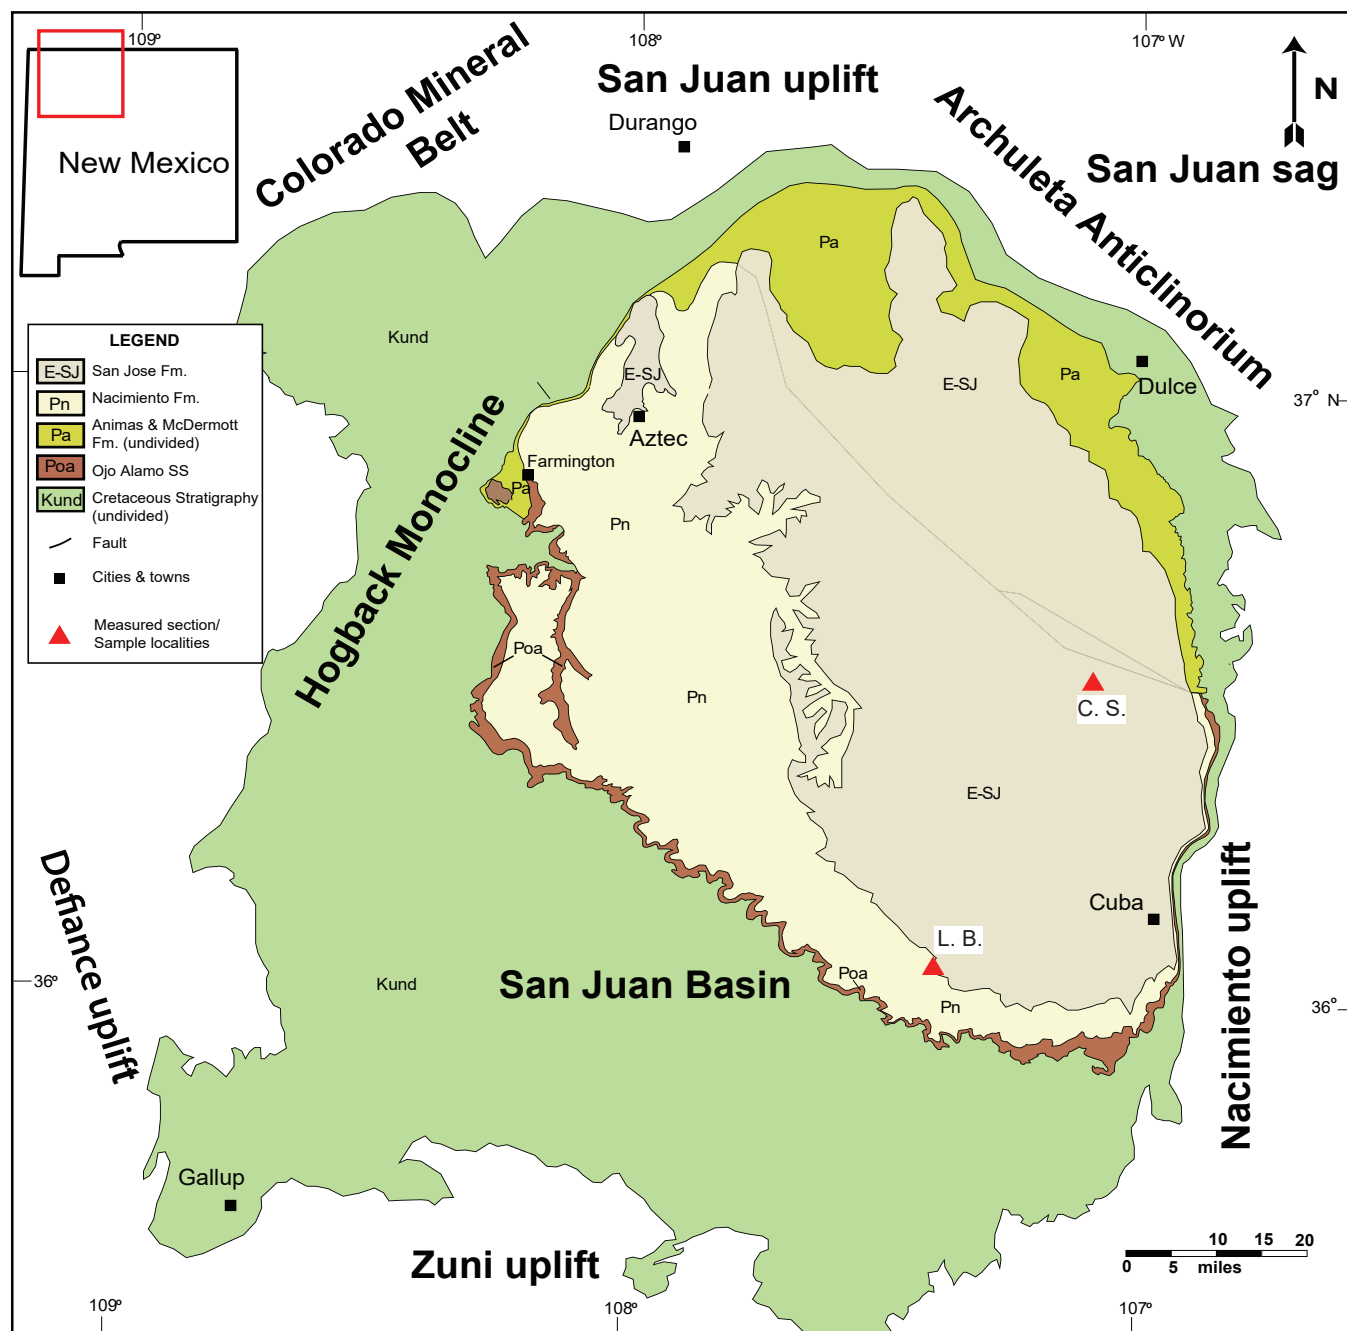 109°
108°
107° W
N
New Mexico
Colorado Mineral
Belt
San Juan uplift
Durango
Archuleta Anticlinorium
San Juan sag
Pa
Kund
LEGEND
E-SJ San Jose Fm.
Pn Nacimiento Fm.
Pa Animas & McDermott
Fm. (undivided)
Poa Ojo Alamo SS
Kund Cretaceous Stratigraphy
(undivided)
Fault
Cities & towns
Measured section/
Sample localities
E-SJ
E-SJ
Pa
Dulce
37° N
Aztec
Hogback Monocline
Farmington
Pa
Pn
Poa
Pn
C. S.
E-SJ
Defiance uplift
Nacimiento uplift
Cuba
L. B.
36°
Kund
San Juan Basin
Poa
Pn
36°
Gallup
Zuni uplift
10 15 20
0 5 miles
109°
108°
107°